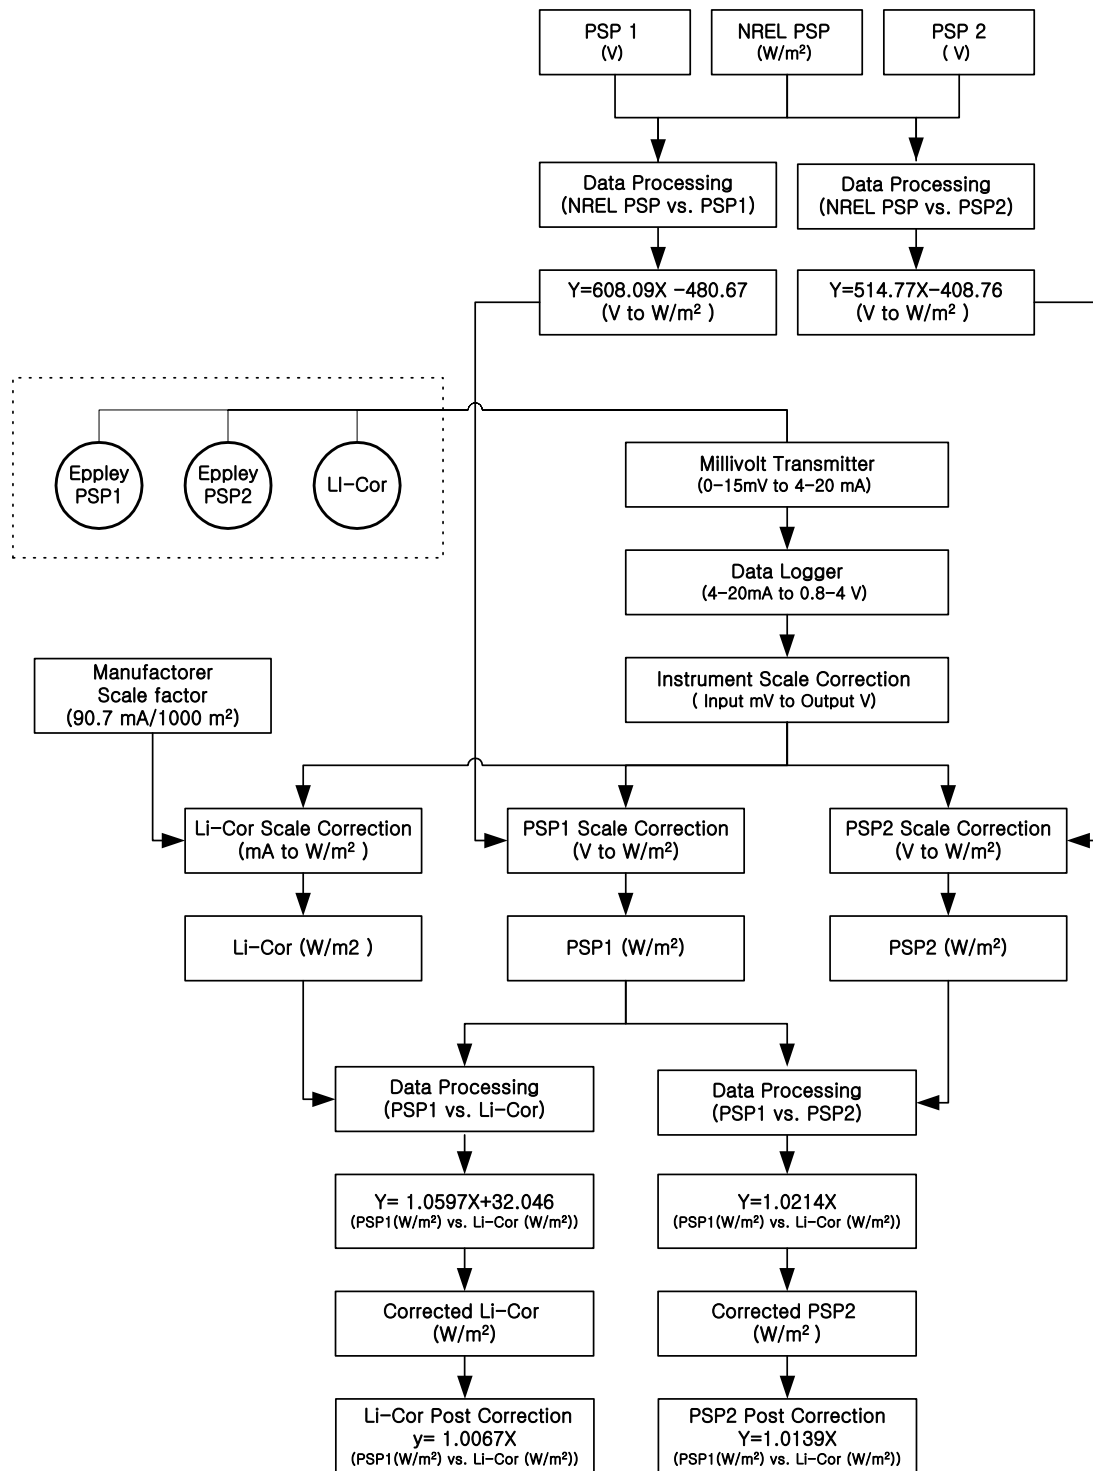 PSP 1
(V)
NREL PSP
(W/m²)
PSP 2
( V)
Data Processing
(NREL PSP vs. PSP1)
Data Processing
(NREL PSP vs. PSP2)
Y=608.09X −480.67
(V to W/m² )
Y=514.77X−408.76
(V to W/m² )
Eppley
PSP1
Eppley
PSP2
LI−Cor
Millivolt Transmitter
(0−15mV to 4−20 mA)
Data Logger
(4−20mA to 0.8−4 V)
Manufactorer
Scale factor
(90.7 mA/1000 m²)
Instrument Scale Correction
( Input mV to Output V)
Li−Cor Scale Correction
(mA to W/m² )
PSP1 Scale Correction
(V to W/m²)
PSP2 Scale Correction
(V to W/m²)
Li−Cor (W/m2 )
PSP1 (W/m²)
PSP2 (W/m²)
Data Processing
(PSP1 vs. Li−Cor)
Data Processing
(PSP1 vs. PSP2)
Y= 1.0597X+32.046
(PSP1(W/m²) vs. Li−Cor (W/m²))
Y=1.0214X
(PSP1(W/m²) vs. Li−Cor (W/m²))
Corrected Li−Cor
(W/m²)
Corrected PSP2
(W/m² )
Li−Cor Post Correction
y= 1.0067X
(PSP1(W/m²) vs. Li−Cor (W/m²))
PSP2 Post Correction
Y=1.0139X
(PSP1(W/m²) vs. Li−Cor (W/m²))